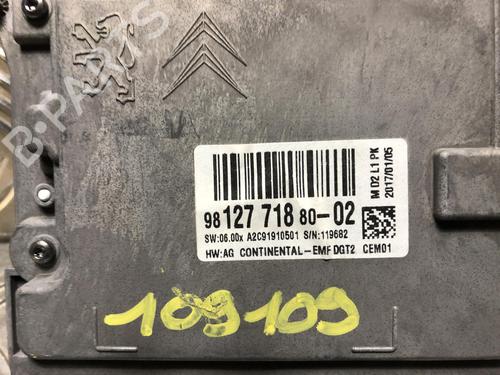 B-PARTS
98 127 718 80-02
SW:06.00x A2C91910501 S/N:119682
HW:AG CONTINENTAL-EMF DGT2 CEM01
M D2 L1 PK
2017/01/05
109109